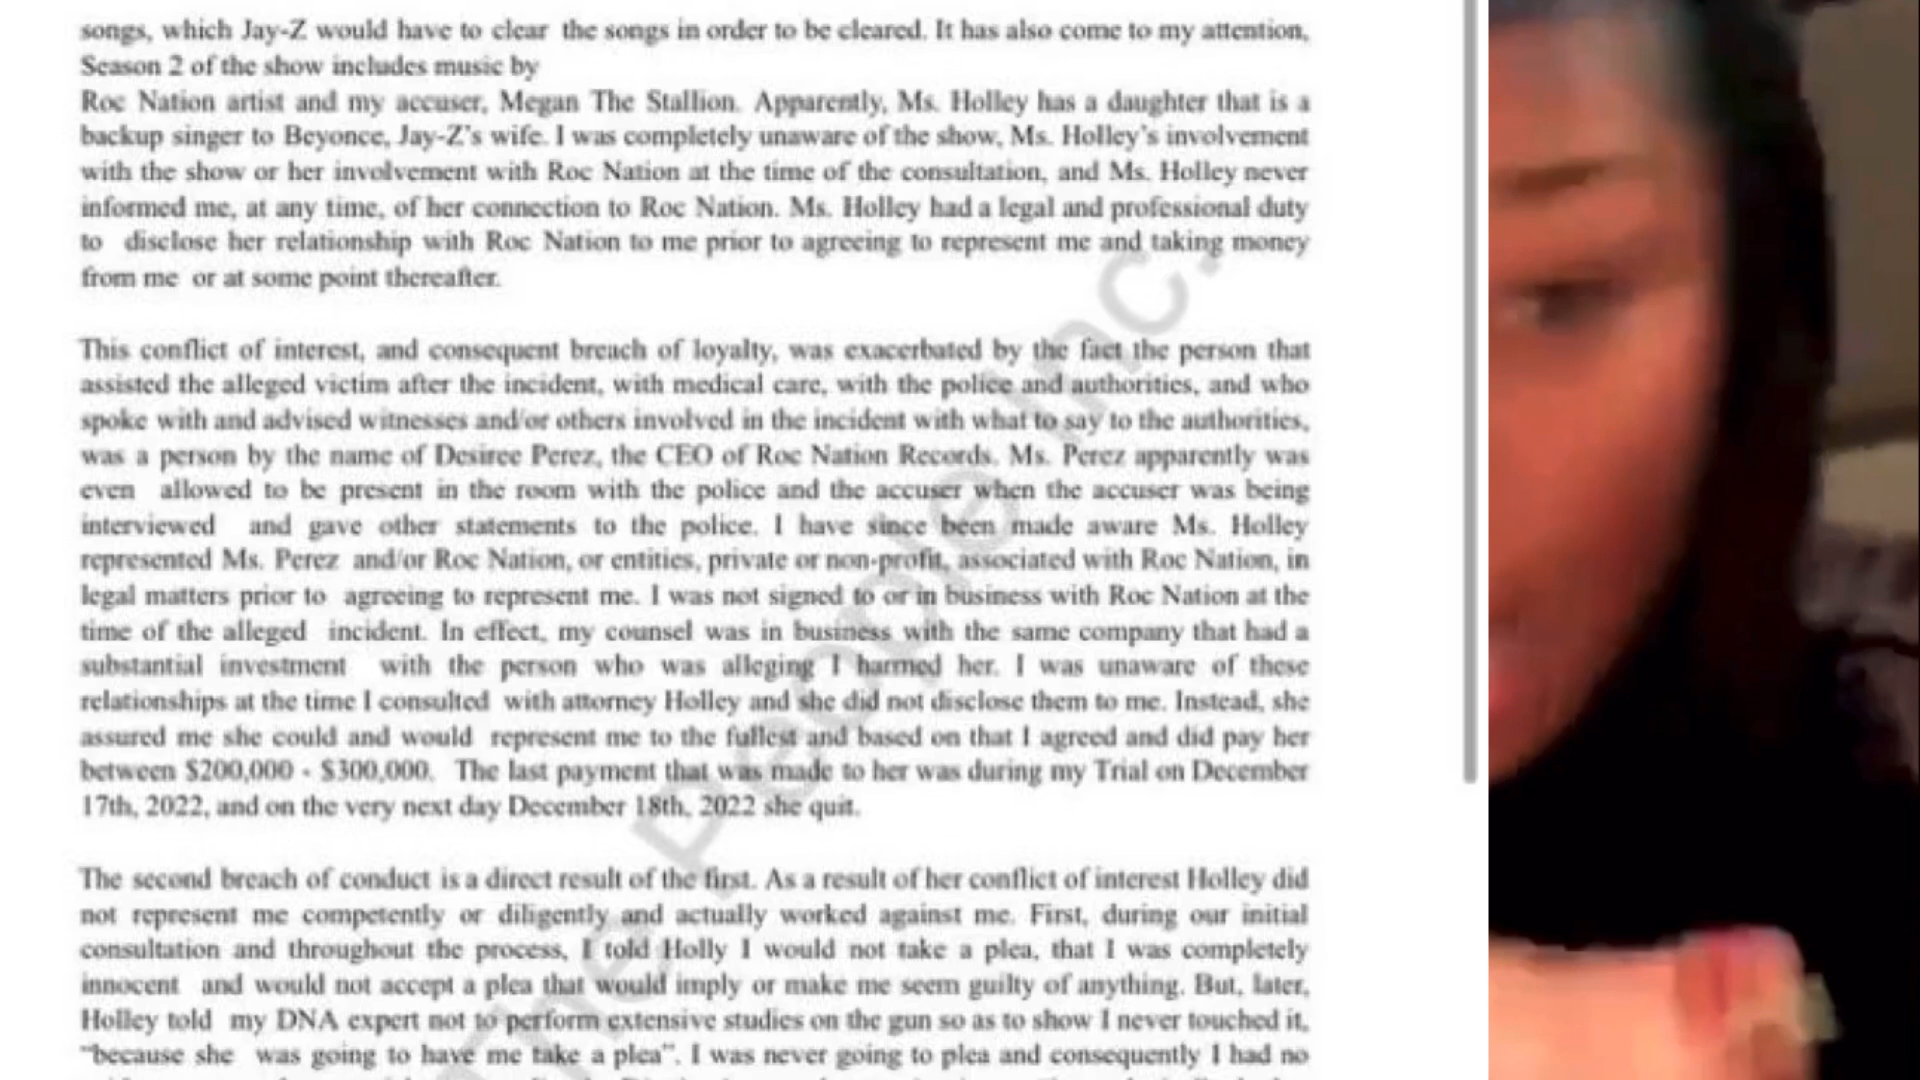 songs, which Jay-Z would have to clear the songs in order to be cleared. It has also come to my attention,
Season 2 of the show includes music by
Roc Nation artist and my accuser, Megan The Stallion. Apparently, Ms. Holley has a daughter that is a
backup singer to Beyonce, Jay-Z's wife. I was completely unaware of the show, Ms. Holley's involvement
with the show or her involvement with Roc Nation at the time of the consultation, and Ms. Holley never
informed me, at any time, of her connection to Roc Nation. Ms. Holley had a legal and professional duty
to disclose her relationship with Roc Nation to me prior to agreeing to represent me and taking money
from me or at some point thereafter.
This conflict of interest, and consequent breach of loyalty, was exacerbated by the fact the person that
assisted the alleged victim after the incident, with medical care, with the police and authorities, and who
spoke with and advised witnesses and/or others involved in the incident with what to say to the authorities,
was a person by the name of Desiree Perez, the CEO of Roc Nation Records. Ms. Perez apparently was
even allowed to be present in the room with the police and the accuser when the accuser was being
interviewed and gave other statements to the police. I have since been made aware Ms. Holley
represented Ms. Perez and/or Roc Nation, or entities, private or non-profit, associated with Roc Nation, in
legal matters prior to agreeing to represent me. I was not signed to or in business with Roc Nation at the
time of the alleged incident. In effect, my counsel was in business with the same company that had a
substantial investment with the person who was alleging I harmed her. I was unaware of these
relationships at the time I consulted with attorney Holley and she did not disclose them to me. Instead, she
assured me she could and would represent me to the fullest and based on that I agreed and did pay her
between $200,000 - $300,000. The last payment that was made to her was during my Trial on December
17th, 2022, and on the very next day December 18th, 2022 she quit.
The second breach of conduct is a direct result of the first. As a result of her conflict of interest Holley did
not represent me competently or diligently and actually worked against me. First, during our initial
consultation and throughout the process, I told Holly I would not take a plea, that I was completely
innocent and would not accept a plea that would imply or make me seem guilty of anything. But, later,
Holley told my DNA expert not to perform extensive studies on the gun so as to show I never touched it,
"because she was going to have me take a plea". I was never going to plea and consequently I had no
People Inc.